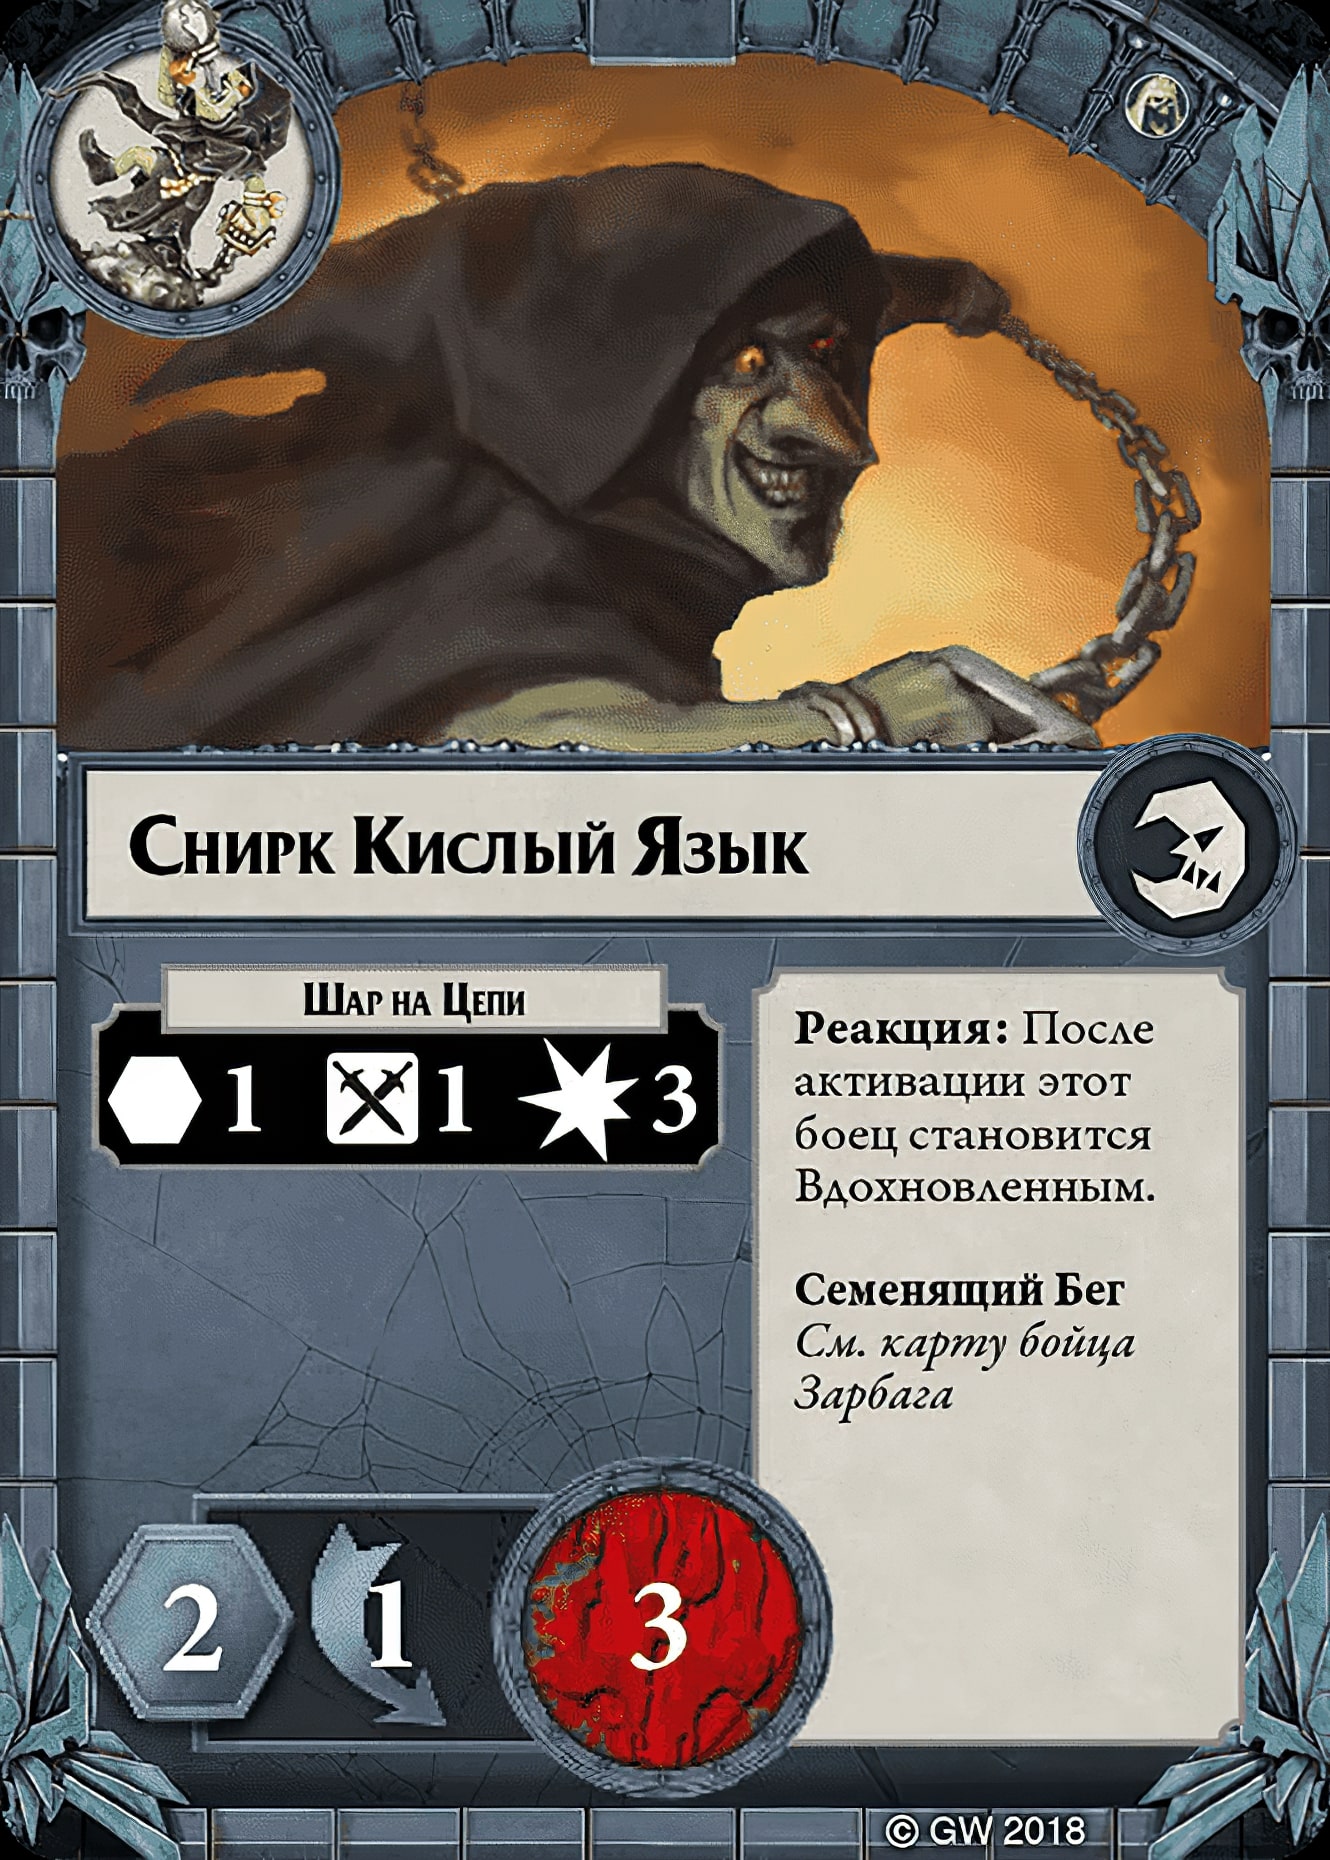 Снирк Кислый Язык
Шар на Цепи
1 1 3
Реакция: После
активации этот
боец становится
Вдохновленным.
Семенящий Бег
См. карту бойца
Зарбага
2 1 3
© GW 2018